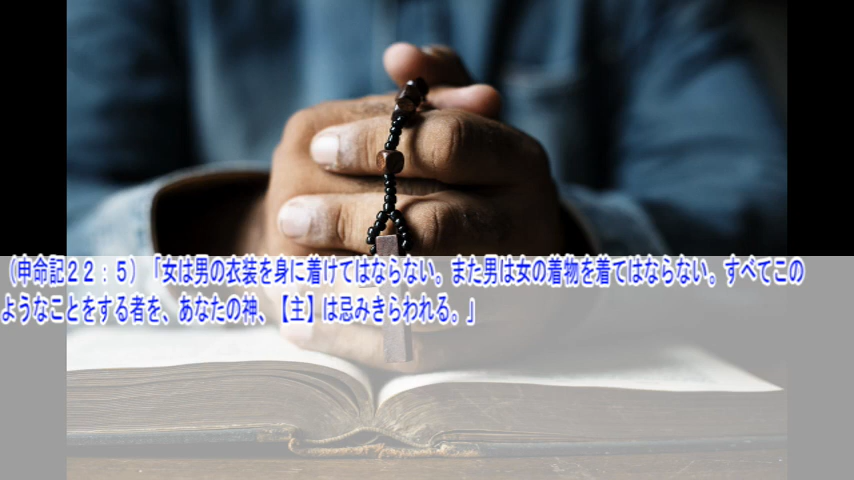 （申命記２２：５）「女は男の衣装を身に着けてはならない。また男は女の着物を着てはならない。すべてこの
ようなことをする者を、あなたの神、【主】は忌みきらわれる。」